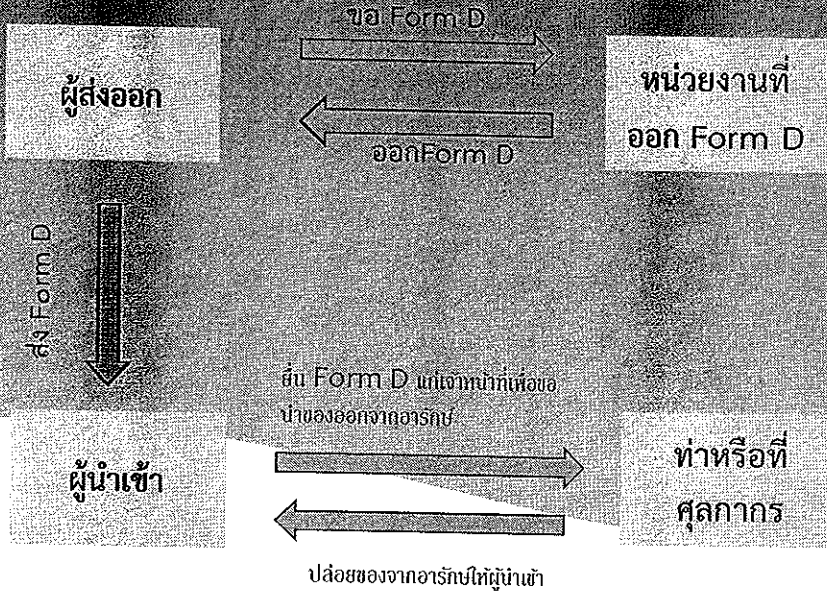 ขอ Form D
ผู้ส่งออก
หน่วยงานที่
ออก Form D
ออกForm D
ส่ง Form D
ยื่น Form D แก่เจ้าหน้าที่เพื่อขอ
นำของออกจากอารักษ์
ผู้นำเข้า
ท่าหรือที่
ศุลกากร
ปล่อยของจากอารักษ์ให้ผู้นำเข้า